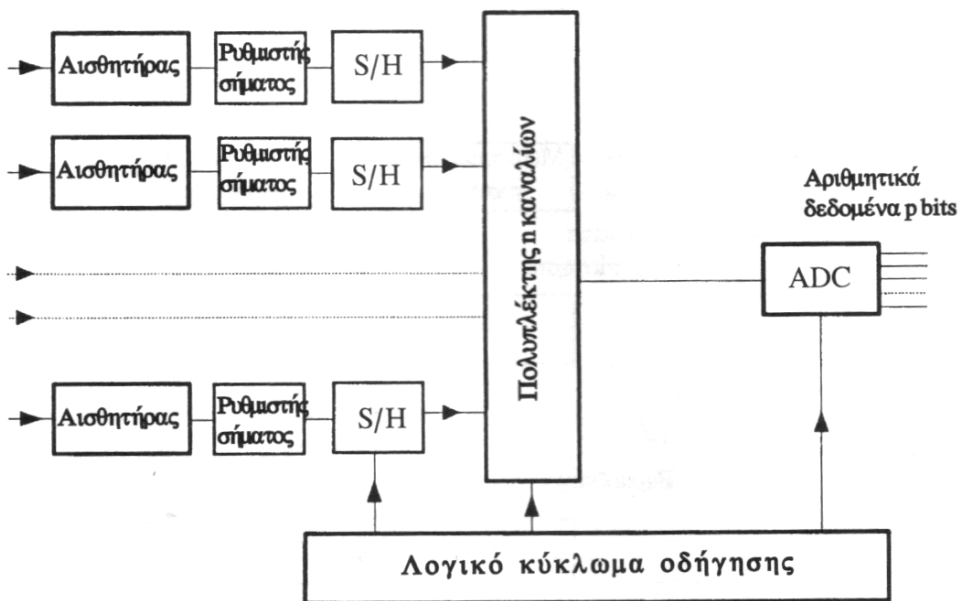 Αισθητήρας
Ρυθμιστής
σήματος
S/H
Αισθητήρας
Ρυθμιστής
σήματος
S/H
Πολυπλέκτης n καναλίων
Αριθμητικά
δεδομένα p bits
ADC
Αισθητήρας
Ρυθμιστής
σήματος
S/H
Λογικό κύκλωμα οδήγησης